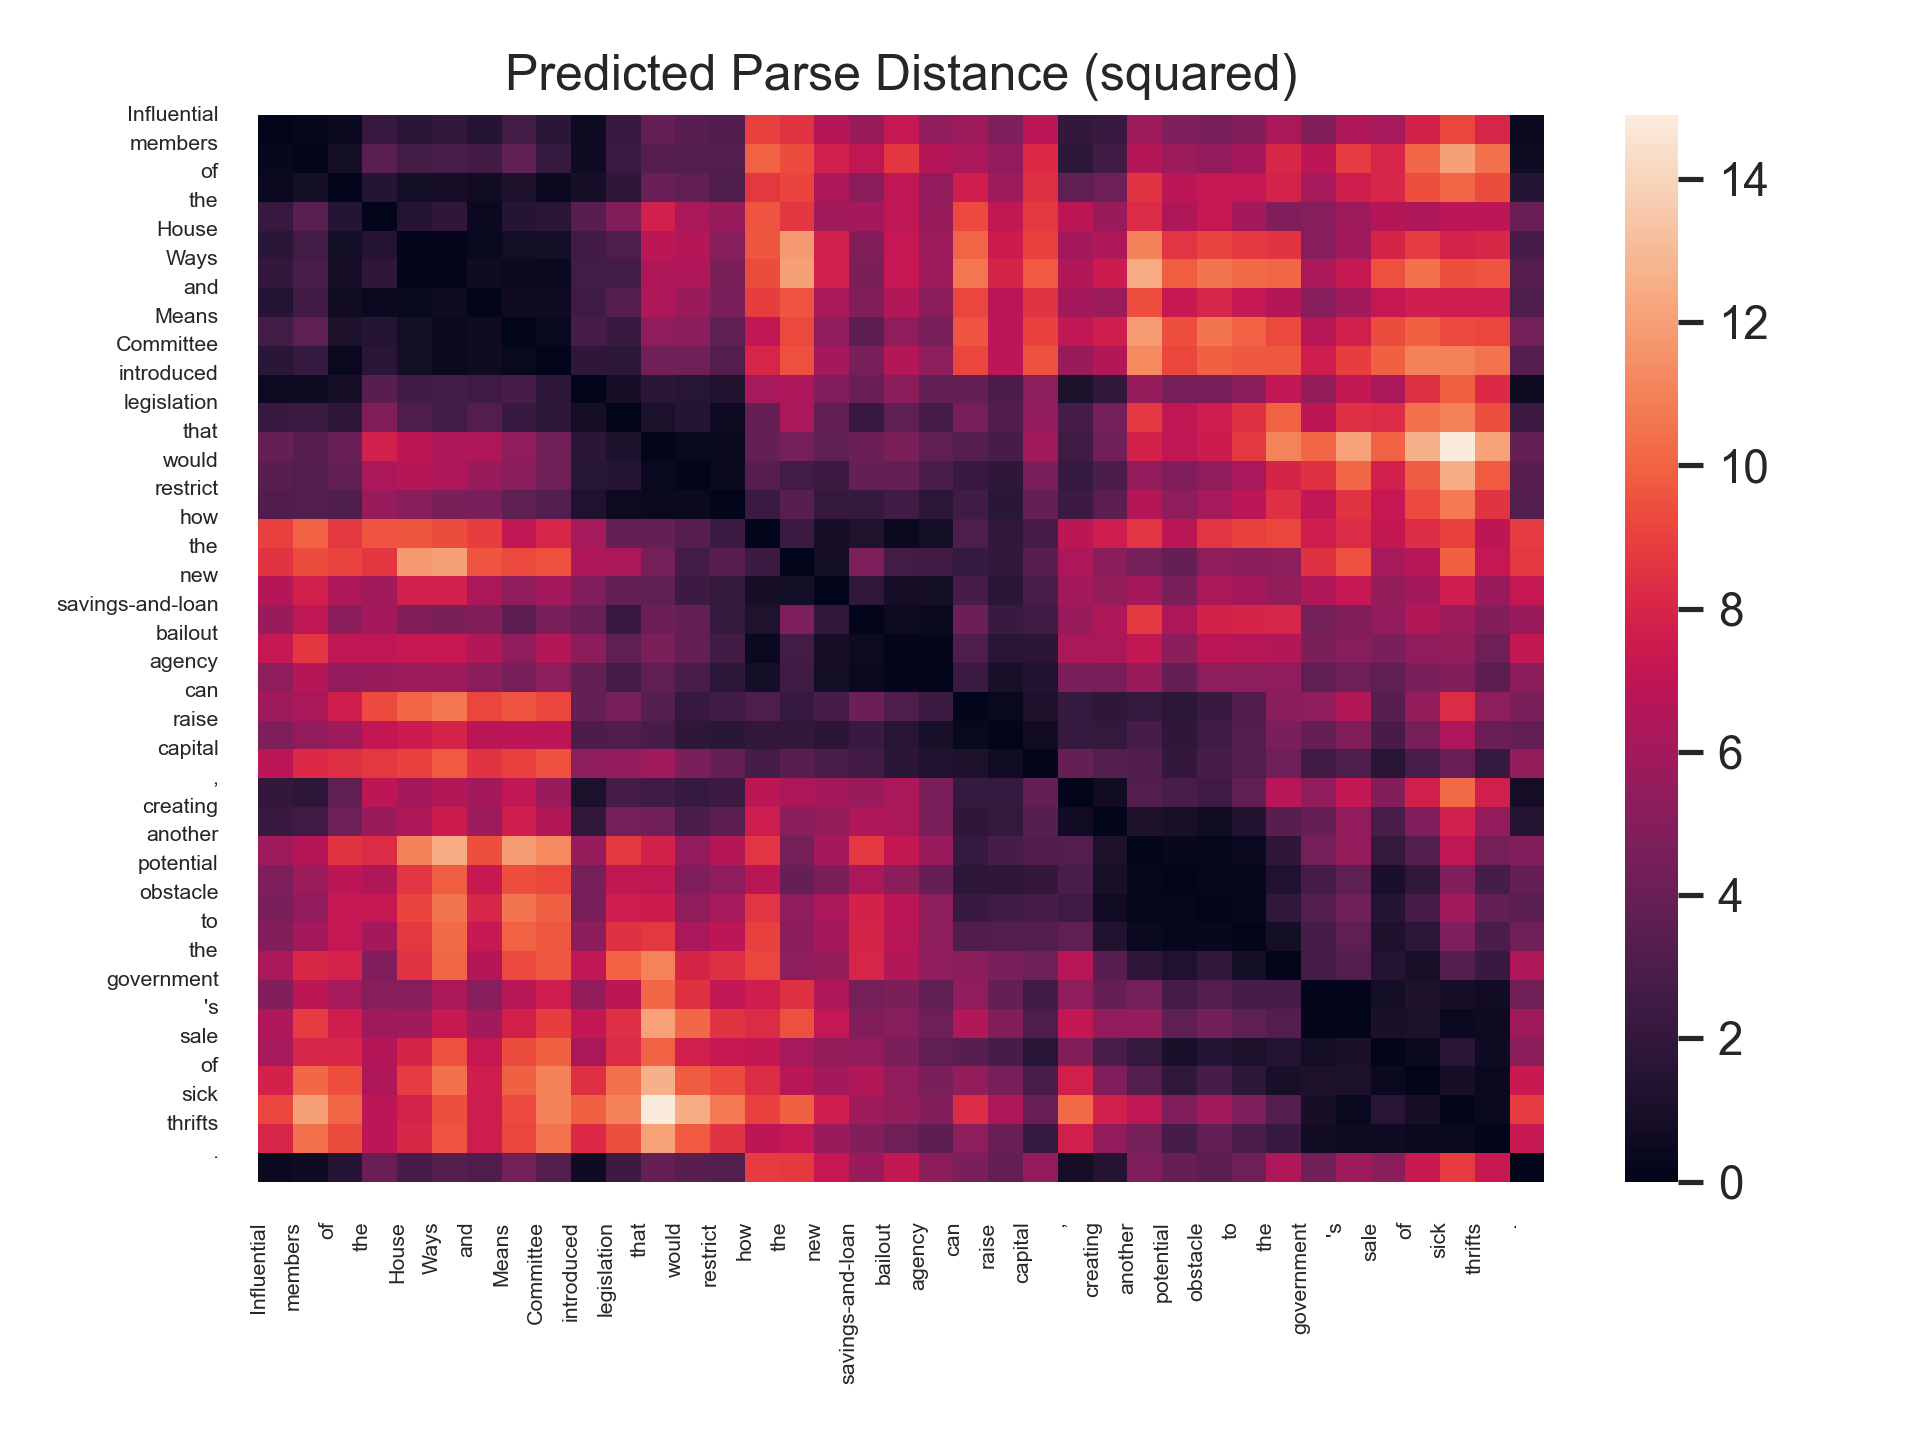 Predicted Parse Distance (squared)
Influential
members
of
the
House
Ways
and
Means
Committee
introduced
legislation
that
would
restrict
how
the
new
savings-and-loan
bailout
agency
can
raise
capital
,
creating
another
potential
obstacle
to
the
government
's
sale
of
sick
thrifts
.
14
12
10
8
6
4
2
0
Influential
members
of
the
House
Ways
and
Means
Committee
introduced
legislation
that
would
restrict
how
the
new
savings-and-loan
bailout
agency
can
raise
capital
,
creating
another
potential
obstacle
to
the
government
's
sale
of
sick
thrifts
.